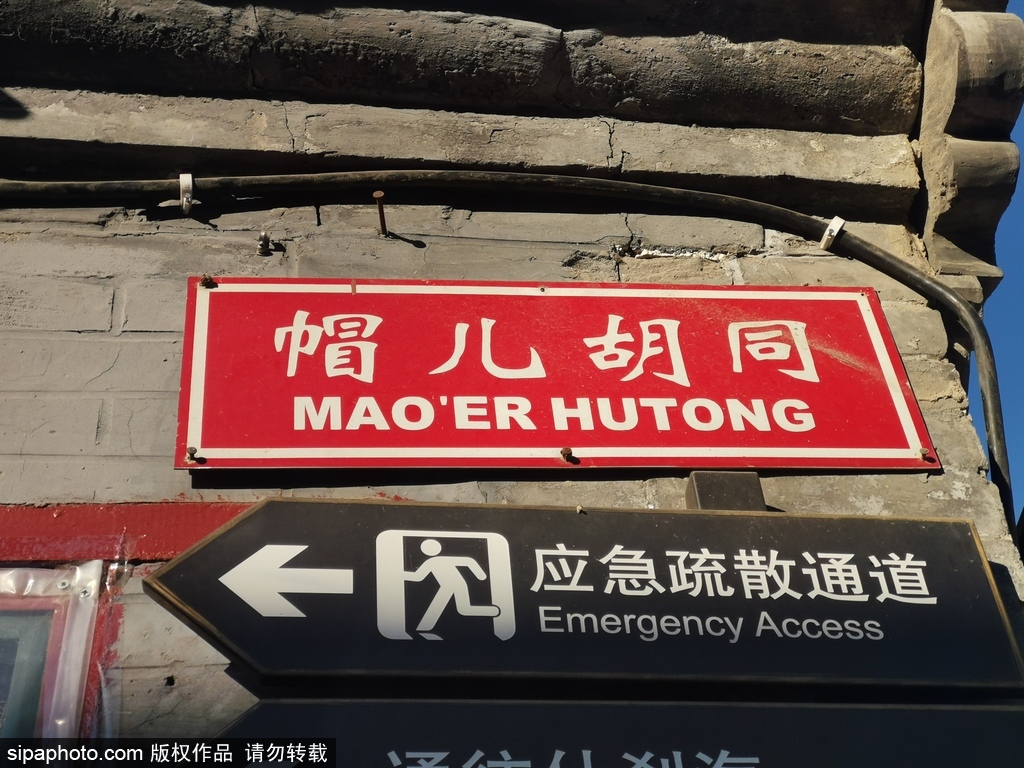 帽儿胡同
MAO'ER HUTONG
应急疏散通道
Emergency Access
sipaphoto.com 版权作品 请勿转载